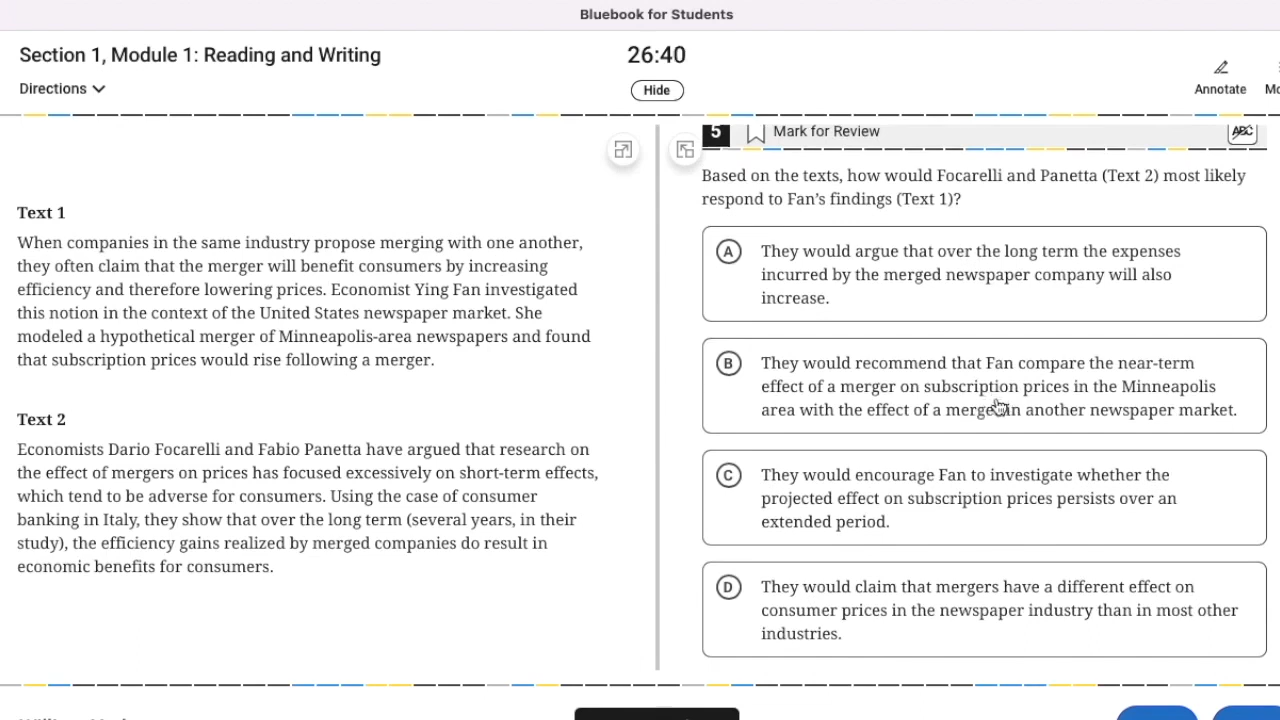 Bluebook for Students
Section 1, Module 1: Reading and Writing
26:40
Directions
Hide
Annotate
5
Mark for Review
ABC
Text 1
When companies in the same industry propose merging with one another,
they often claim that the merger will benefit consumers by increasing
efficiency and therefore lowering prices. Economist Ying Fan investigated
this notion in the context of the United States newspaper market. She
modeled a hypothetical merger of Minneapolis-area newspapers and found
that subscription prices would rise following a merger.
Text 2
Economists Dario Focarelli and Fabio Panetta have argued that research on
the effect of mergers on prices has focused excessively on short-term effects,
which tend to be adverse for consumers. Using the case of consumer
banking in Italy, they show that over the long term (several years, in their
study), the efficiency gains realized by merged companies do result in
economic benefits for consumers.
Based on the texts, how would Focarelli and Panetta (Text 2) most likely
respond to Fan's findings (Text 1)?
A
They would argue that over the long term the expenses
incurred by the merged newspaper company will also
increase.
B
They would recommend that Fan compare the near-term
effect of a merger on subscription prices in the Minneapolis
area with the effect of a merger in another newspaper market.
C
They would encourage Fan to investigate whether the
projected effect on subscription prices persists over an
extended period.
D
They would claim that mergers have a different effect on
consumer prices in the newspaper industry than in most other
industries.